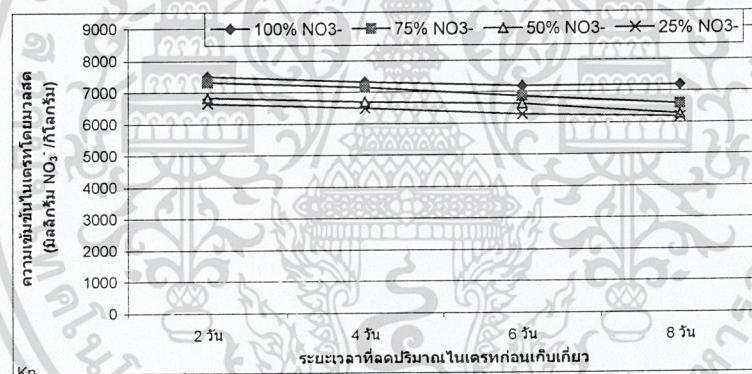 100% NO3- 75% NO3- 50% NO3- 25% NO3-
ความเข้มข้นไนเตรทโดยมวลสด
(มิลลิกรัม NO₃⁻/กิโลกรัม)
9000
8000
7000
6000
5000
4000
3000
2000
1000
0
2 วัน 4 วัน 6 วัน 8 วัน
ระยะเวลาที่ลดปริมาณไนเตรทก่อนเก็บเกี่ยว